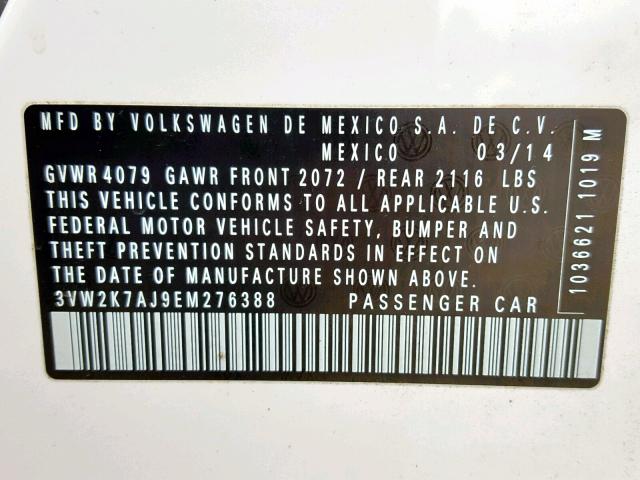 MFD BY VOLKSWAGEN DE MEXICO S.A. DE C.V.
MEXICO 03/14
GVWR 4079 GAWR FRONT 2072 / REAR 2116 LBS
THIS VEHICLE CONFORMS TO ALL APPLICABLE U.S.
FEDERAL MOTOR VEHICLE SAFETY, BUMPER AND
THEFT PREVENTION STANDARDS IN EFFECT ON
THE DATE OF MANUFACTURE SHOWN ABOVE.
3VW2K7AJ9EM276388 PASSENGER CAR
1036621 1019 M